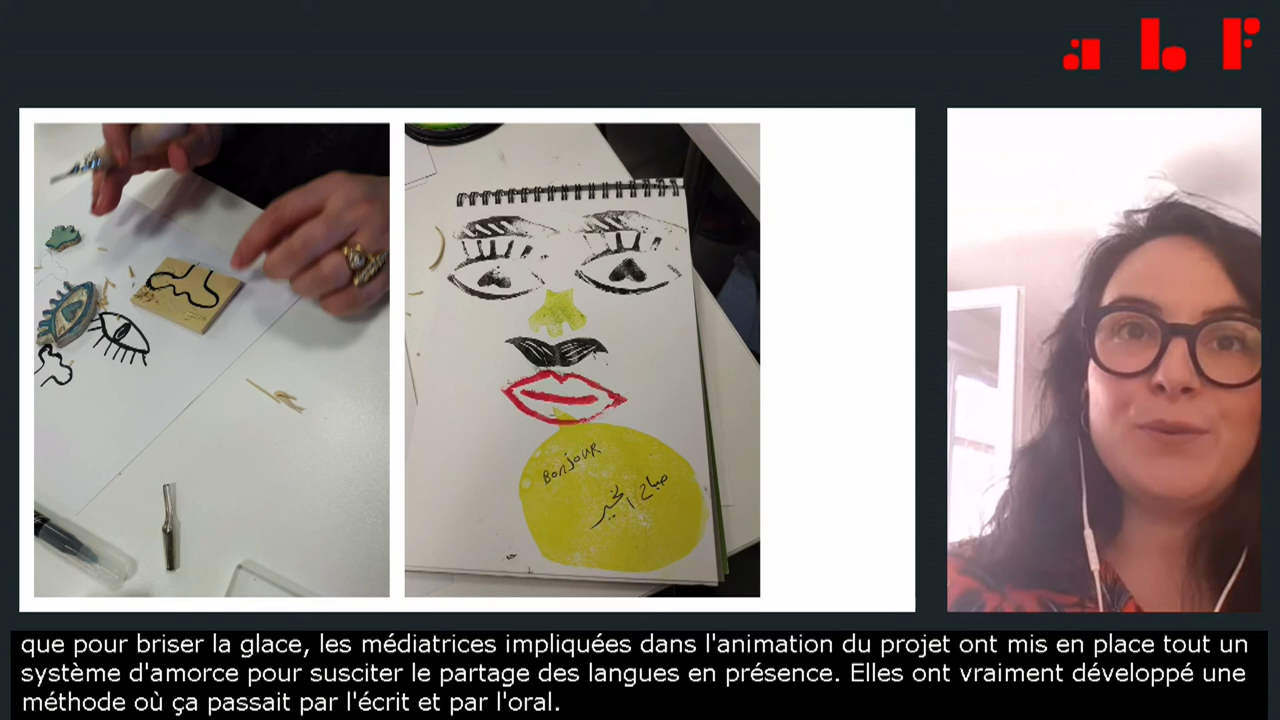 abf
BONJOUR
صباح الخير
que pour briser la glace, les médiatrices impliquées dans l'animation du projet ont mis en place tout un
système d'amorce pour susciter le partage des langues en présence. Elles ont vraiment développé une
méthode où ça passait par l'écrit et par l'oral.